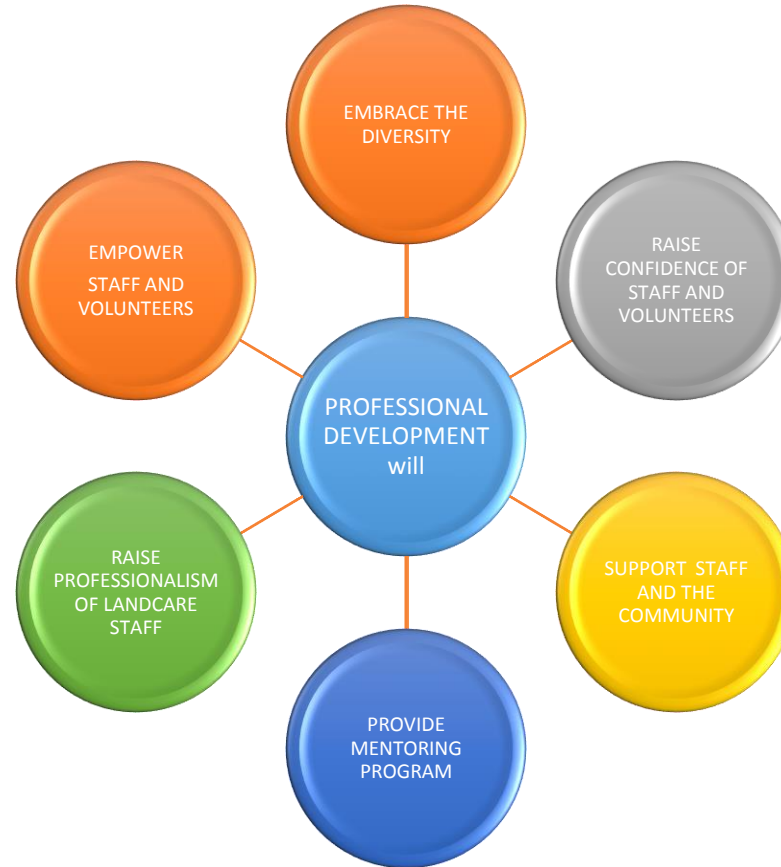 EMBRACE THE
DIVERSITY
RAISE
CONFIDENCE OF
STAFF AND
VOLUNTEERS
SUPPORT STAFF
AND THE
COMMUNITY
PROVIDE
MENTORING
PROGRAM
RAISE
PROFESSIONALISM
OF LANDCARE
STAFF
EMPOWER
STAFF AND
VOLUNTEERS
PROFESSIONAL
DEVELOPMENT
will